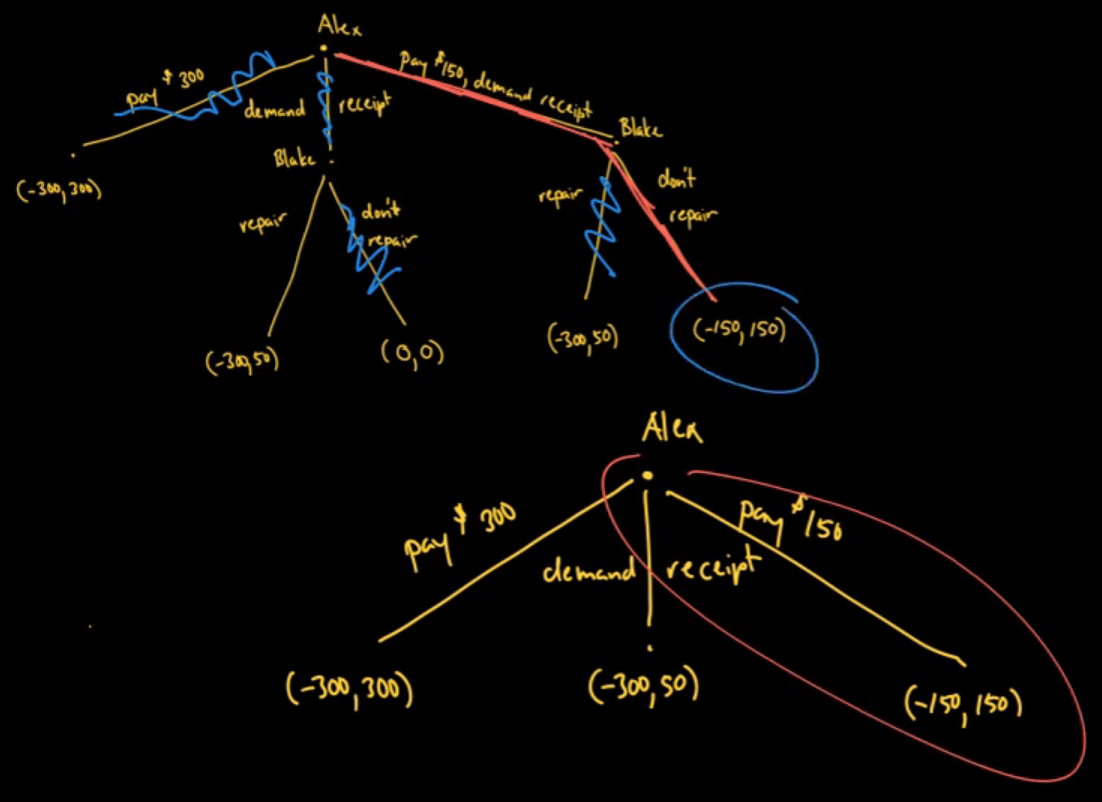 Alex
pay $300
demand receipt
pay $150, demand receipt
(-300, 300)
Blake
repair
don't
repair
(-300, 50)
(0,0)
Blake
repair
don't
repair
(-300, 50)
(-150, 150)
Alex
pay $300
demand receipt
pay $150
(-300, 300)
(-300, 50)
(-150, 150)